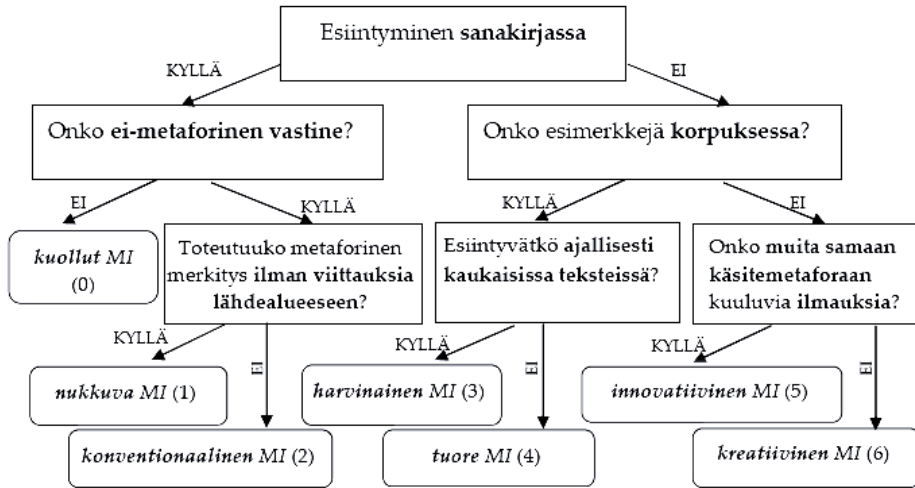 Esiintyminen sanakirjassa
KYLLÄ
EI
Onko ei-metaforinen vastine?
Onko esimerkkejä korpuksessa?
EI
KYLLÄ
KYLLÄ
EI
kuollut MI
(0)
Toteutuuko metaforinen
merkitys ilman viittauksia
lähdealueeseen?
Esiintyvätkö ajallisesti
kaukaisissa teksteissä?
Onko muita samaan
käsitemetaforaan
kuuluvia ilmauksia?
KYLLÄ
EI
KYLLÄ
EI
KYLLÄ
EI
nukkuva MI (1)
harvinainen MI (3)
innovatiivinen MI (5)
konventionaalinen MI (2)
tuore MI (4)
kreatiivinen MI (6)